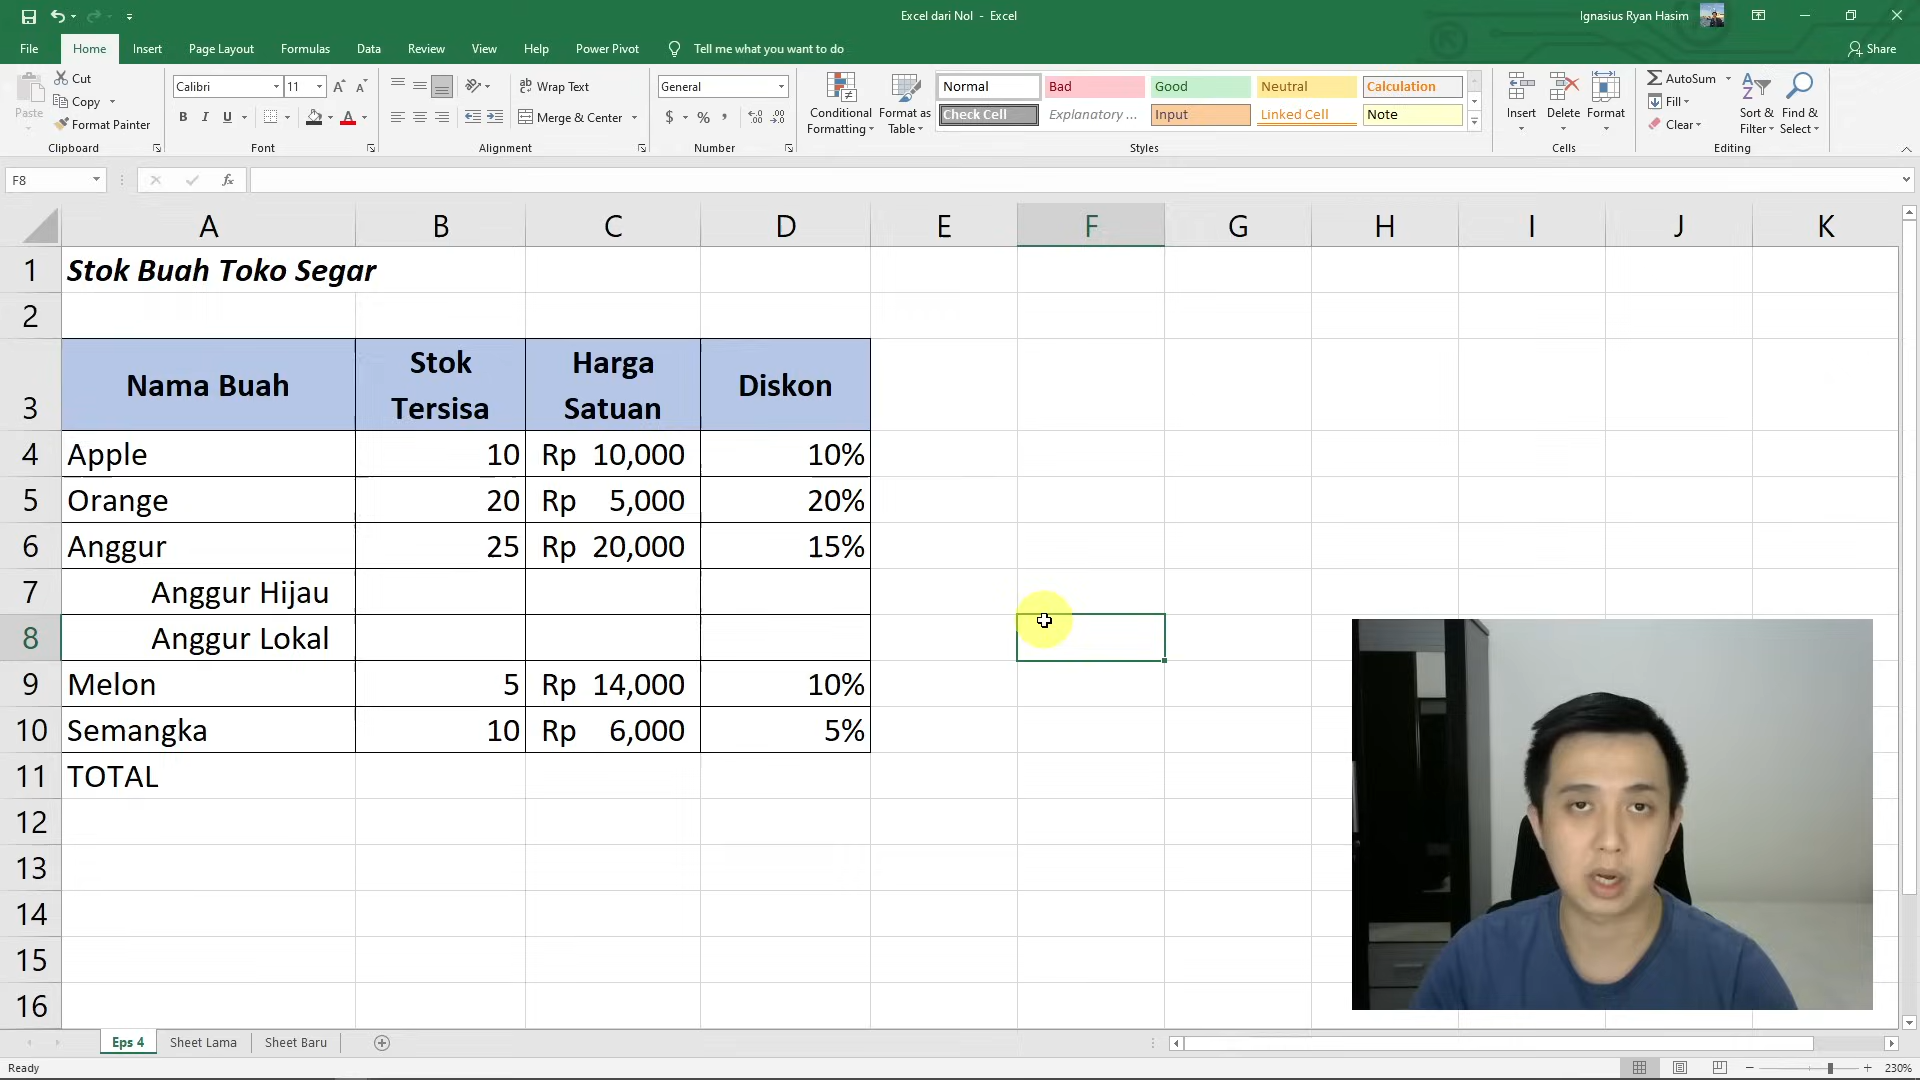 Excel dari Nol - Excel
Ignasius Ryan Hasim
File Home Insert Page Layout Formulas Data Review View Help Power Pivot Tell me what you want to do Share
Paste
Cut
Copy
Format Painter
Clipboard
Calibri 11
B I U
Font
Wrap Text
Merge & Center
Alignment
General
$ % ,
Number
Conditional Formatting
Format as Table
Normal Bad Good Neutral Calculation
Check Cell Explanatory ... Input Linked Cell Note
Styles
Insert Delete Format
Cells
AutoSum
Fill
Clear
Sort & Filter
Find & Select
Editing
F8
fx
A B C D E F G H I J K
1 Stok Buah Toko Segar
2
3 Nama Buah Stok Tersisa Harga Satuan Diskon
4 Apple 10 Rp 10,000 10%
5 Orange 20 Rp 5,000 20%
6 Anggur 25 Rp 20,000 15%
7 Anggur Hijau
8 Anggur Lokal
9 Melon 5 Rp 14,000 10%
10 Semangka 10 Rp 6,000 5%
11 TOTAL
12
13
14
15
16
Eps 4 Sheet Lama Sheet Baru
Ready
230%